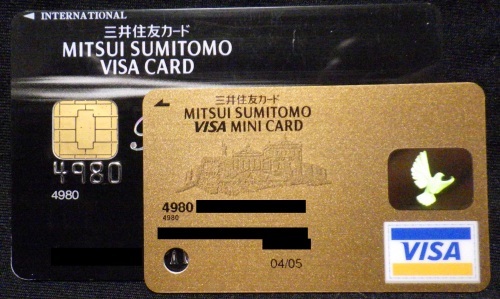 INTERNATIONAL
三井住友カード
MITSUI SUMITOMO
VISA CARD
4980
4980
三井住友カード
MITSUI SUMITOMO
VISA MINI CARD
4980
4980
04/05
VISA